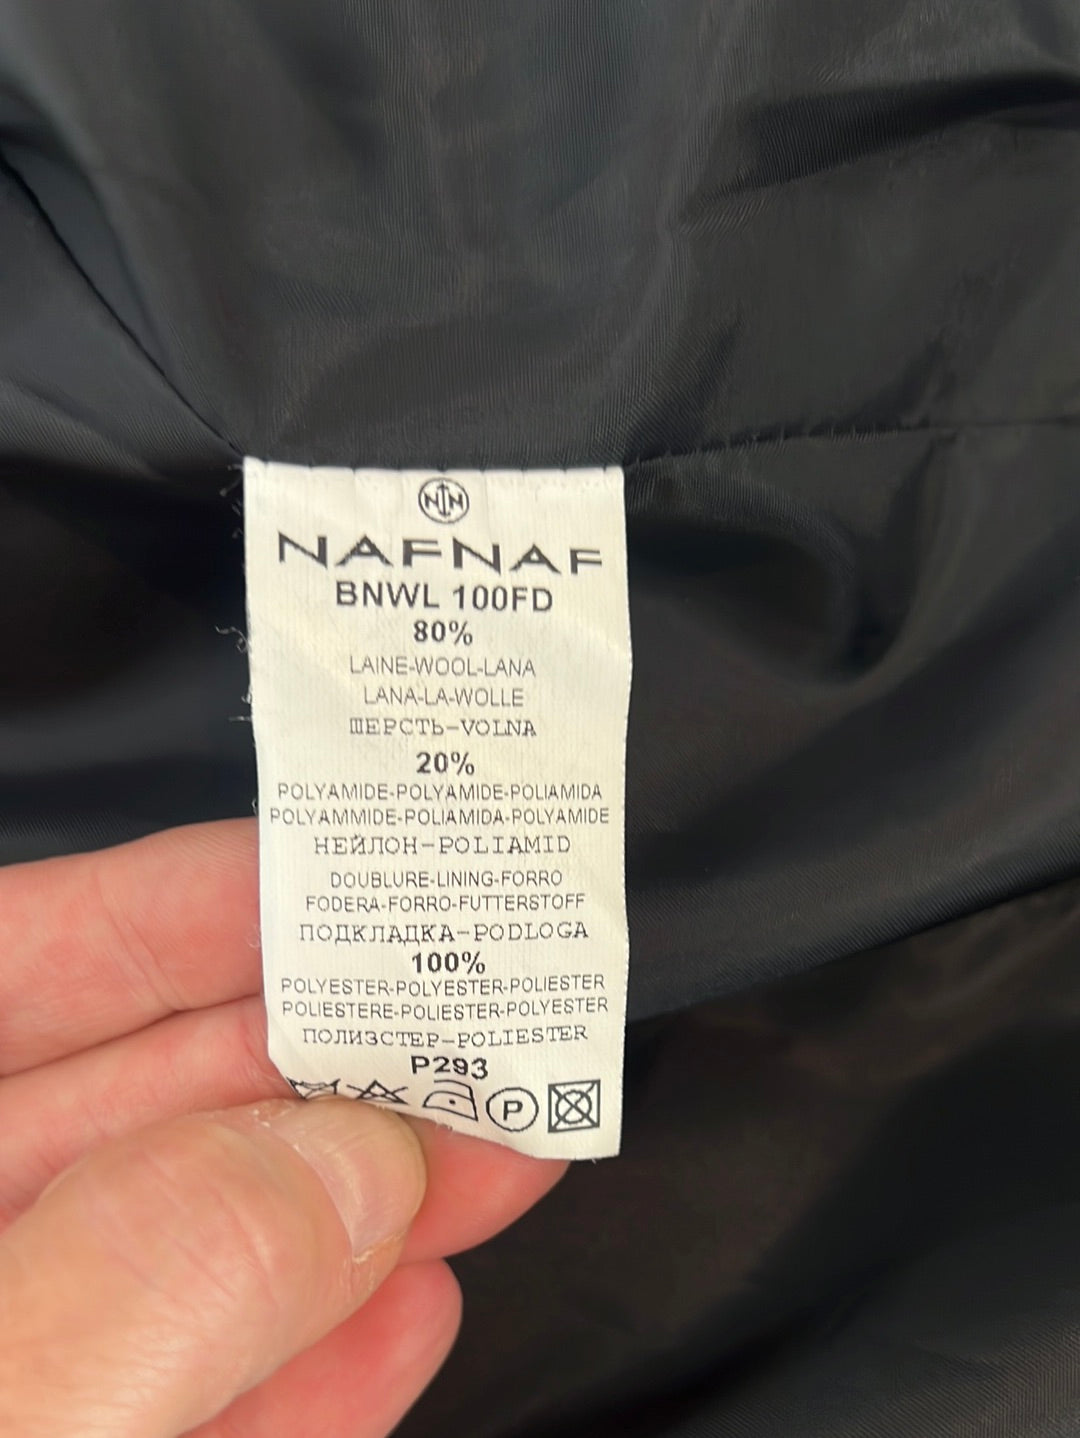 NIN
NAFNAF
BNWL 100FD
80%
LAINE-WOOL-LANA
LANA-LA-WOLLE
ШЕРСТЬ-VOLNA
20%
POLYAMIDE-POLYAMIDE-POLIAMIDA
POLYAMMIDE-POLIAMIDA-POLYAMIDE
НЕЙЛОН-POLIAMID
DOUBLURE-LINING-FORRO
FODERA-FORRO-FUTTERSTOFF
ПОДКЛАДКА-PODLOGA
100%
POLYESTER-POLYESTER-POLIESTER
POLIESTERE-POLIESTER-POLYESTER
ПОЛИЗСТЕР-POLIESTER
P293
P